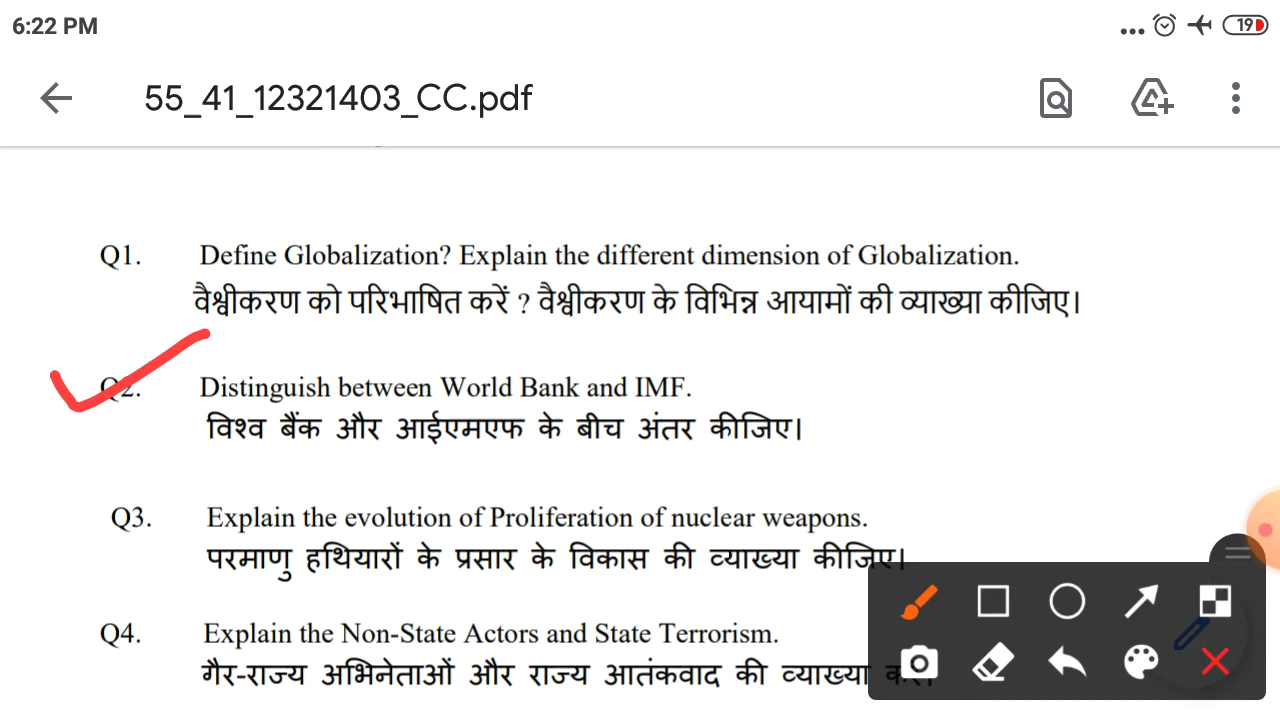 6:22 PM
19
55_41_12321403_CC.pdf
Q1. Define Globalization? Explain the different dimension of Globalization.
वैश्वीकरण को परिभाषित करें ? वैश्वीकरण के विभिन्न आयामों की व्याख्या कीजिए।
Q2. Distinguish between World Bank and IMF.
विश्व बैंक और आईएमएफ के बीच अंतर कीजिए।
Q3. Explain the evolution of Proliferation of nuclear weapons.
परमाणु हथियारों के प्रसार के विकास की व्याख्या कीजिए।
Q4. Explain the Non-State Actors and State Terrorism.
गैर-राज्य अभिनेताओं और राज्य आतंकवाद की व्याख्या